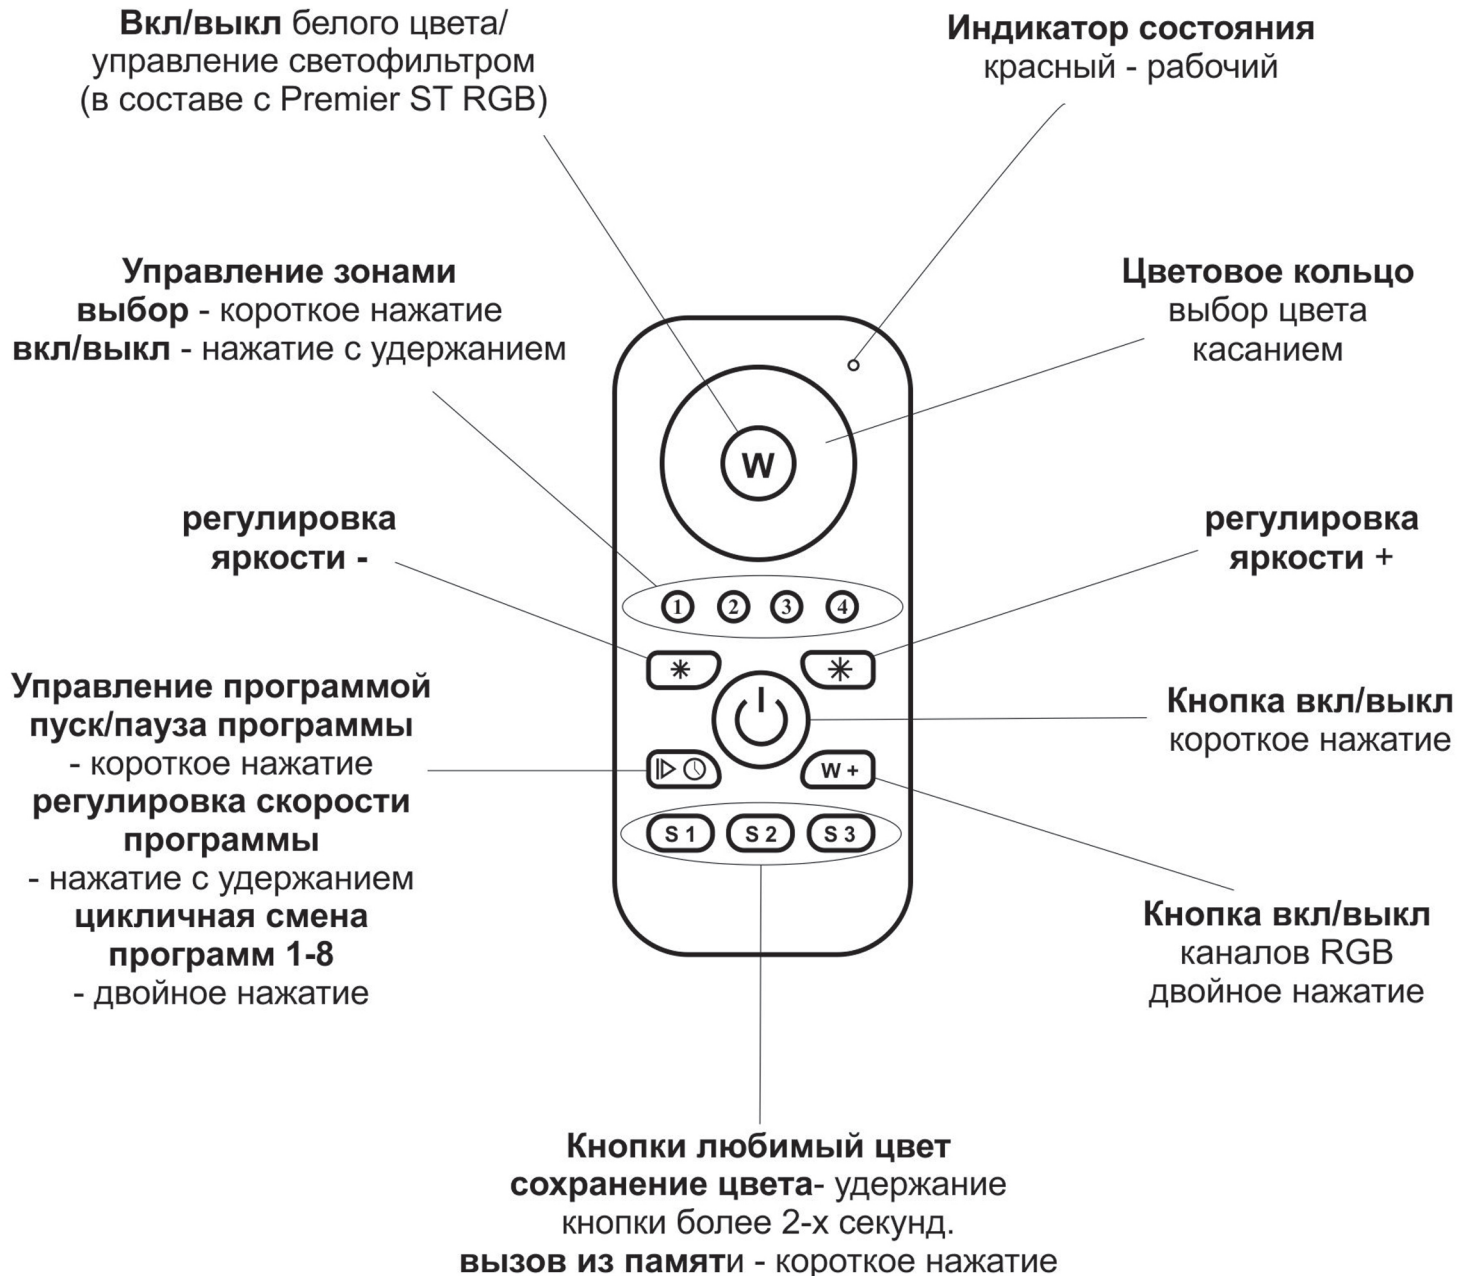 Вкл/выкл белого цвета/
управление светофильтром
(в составе с Premier ST RGB)
Индикатор состояния
красный - рабочий
Управление зонами
выбор - короткое нажатие
вкл/выкл - нажатие с удержанием
Цветовое кольцо
выбор цвета
касанием
W
регулировка
яркости -
регулировка
яркости +
1 2 3 4
Управление программой
пуск/пауза программы
- короткое нажатие
регулировка скорости
программы
- нажатие с удержанием
цикличная смена
программ 1-8
- двойное нажатие
Кнопка вкл/выкл
короткое нажатие
W +
S 1 S 2 S 3
Кнопка вкл/выкл
каналов RGB
двойное нажатие
Кнопки любимый цвет
сохранение цвета- удержание
кнопки более 2-х секунд.
вызов из памяти - короткое нажатие